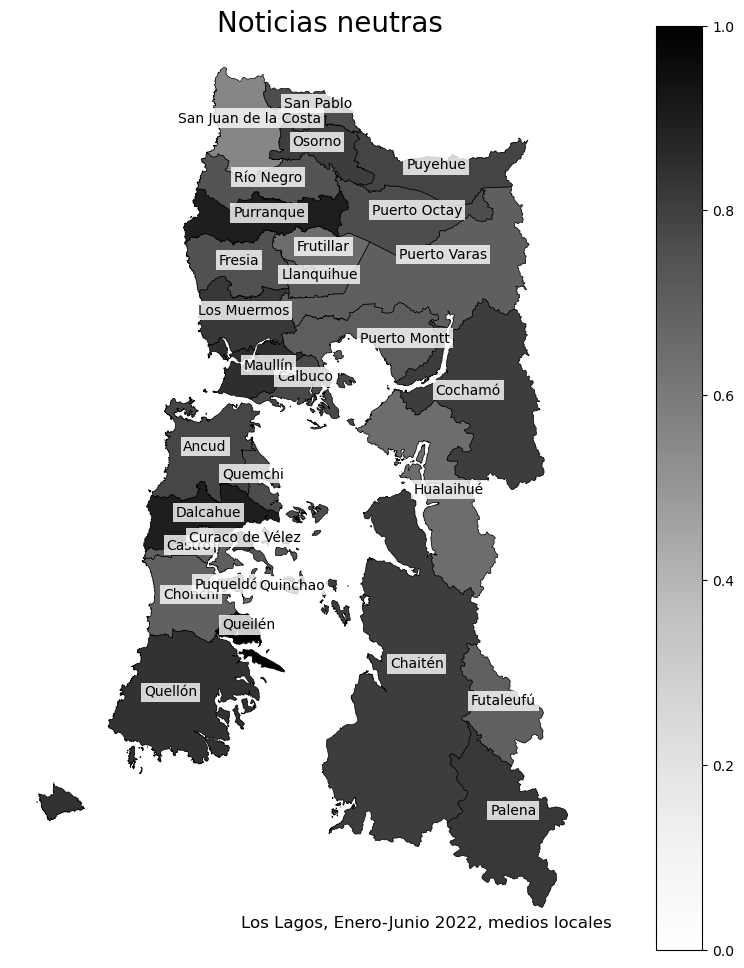 Noticias neutras
1.0
San Pablo
San Juan de la Costa
Osorno
Puyehue
Río Negro
0.8
Purranque
Puerto Octay
Frutillar
Puerto Varas
Fresia
Llanquihue
Los Muermos
Puerto Montt
Maullín
Calbuco
Cochamó
0.6
Ancud
Quemchi
Hualaihué
Dalcahue
Curaco de Vélez
Castro
0.4
Puqueldó
Quinchao
Chonchi
Queilén
Chaitén
Quellón
Futaleufú
0.2
Palena
Los Lagos, Enero-Junio 2022, medios locales
0.0